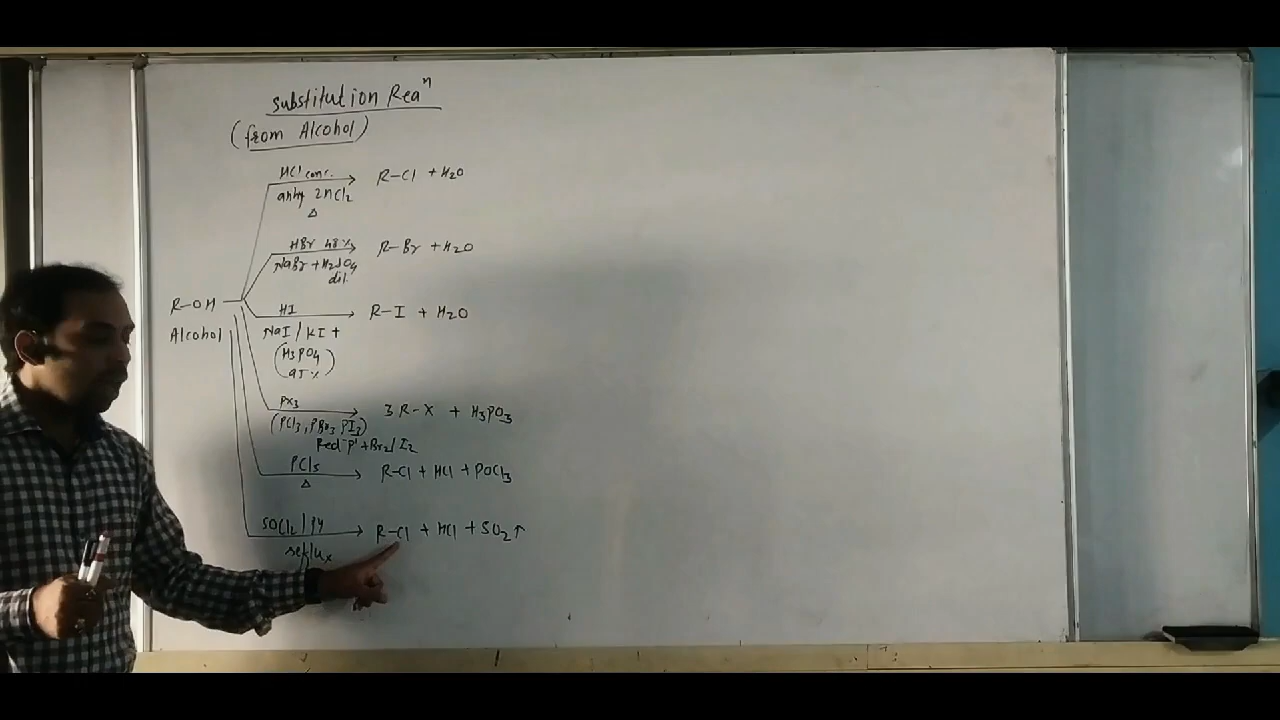 Substitution Reaⁿ
(from Alcohol)
HCl conc.
R-Cl + H₂O
anhy ZnCl₂
Δ
HBr 48%
R-Br + H₂O
NaBr + H₂SO₄
dil.
R-OH
Alcohol
HI
R-I + H₂O
NaI / KI +
(H₃PO₄
95%)
PX₃
3 R-X + H₃PO₃
(PCl₃, PBr₃, PI₃)
Red 'P' + Br₂ / I₂
PCl₅
R-Cl + HCl + POCl₃
Δ
SOCl₂ / Py
R-Cl + HCl + SO₂↑
reflux